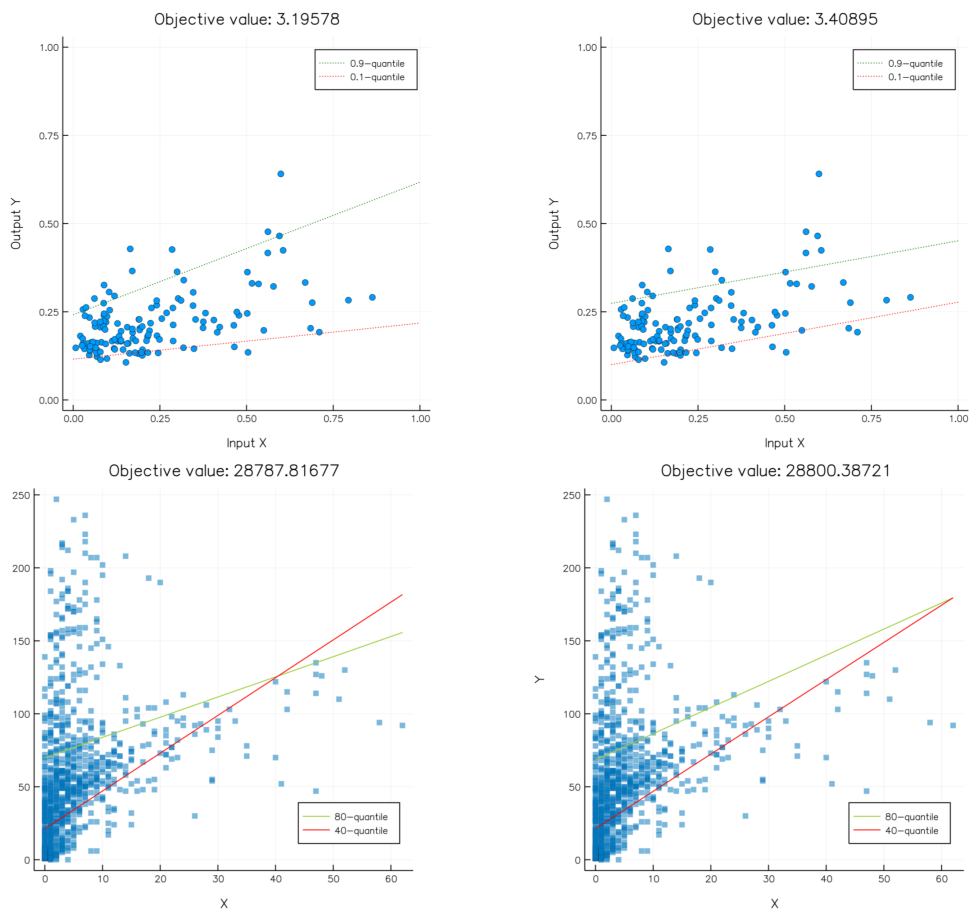 Objective value: 3.19578
1.00
0.75
0.50
0.25
0.00
Output Y
0.9-quantile
0.1-quantile
0.00 0.25 0.50 0.75 1.00
Input X
Objective value: 3.40895
1.00
0.75
0.50
0.25
0.00
Output Y
0.9-quantile
0.1-quantile
0.00 0.25 0.50 0.75 1.00
Input X
Objective value: 28787.81677
250
200
150
100
50
0
80-quantile
40-quantile
0 10 20 30 40 50 60
X
Objective value: 28800.38721
250
200
150
100
50
0
Y
80-quantile
40-quantile
0 10 20 30 40 50 60
X